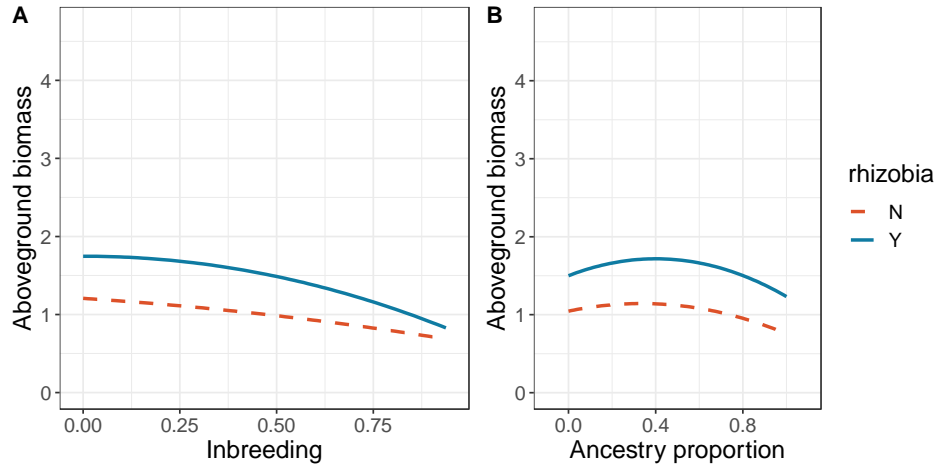 A
Aboveground biomass
4
3
2
1
0
0.00 0.25 0.50 0.75
Inbreeding
B
Aboveground biomass
4
3
2
1
0
0.0 0.4 0.8
Ancestry proportion
rhizobia
N
Y